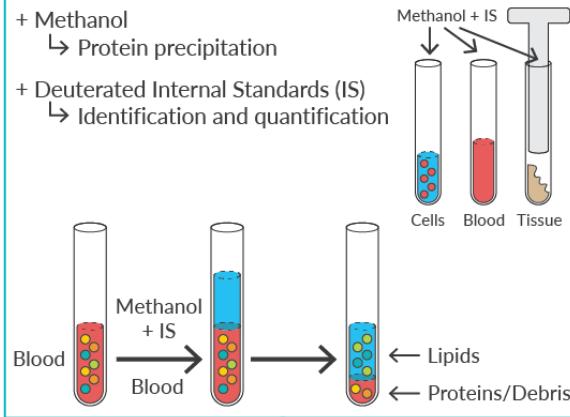 + Methanol
↳ Protein precipitation
+ Deuterated Internal Standards (IS)
↳ Identification and quantification
Methanol + IS
Cells
Blood
Tissue
Blood
Methanol
+ IS
Blood
Lipids
Proteins/Debris